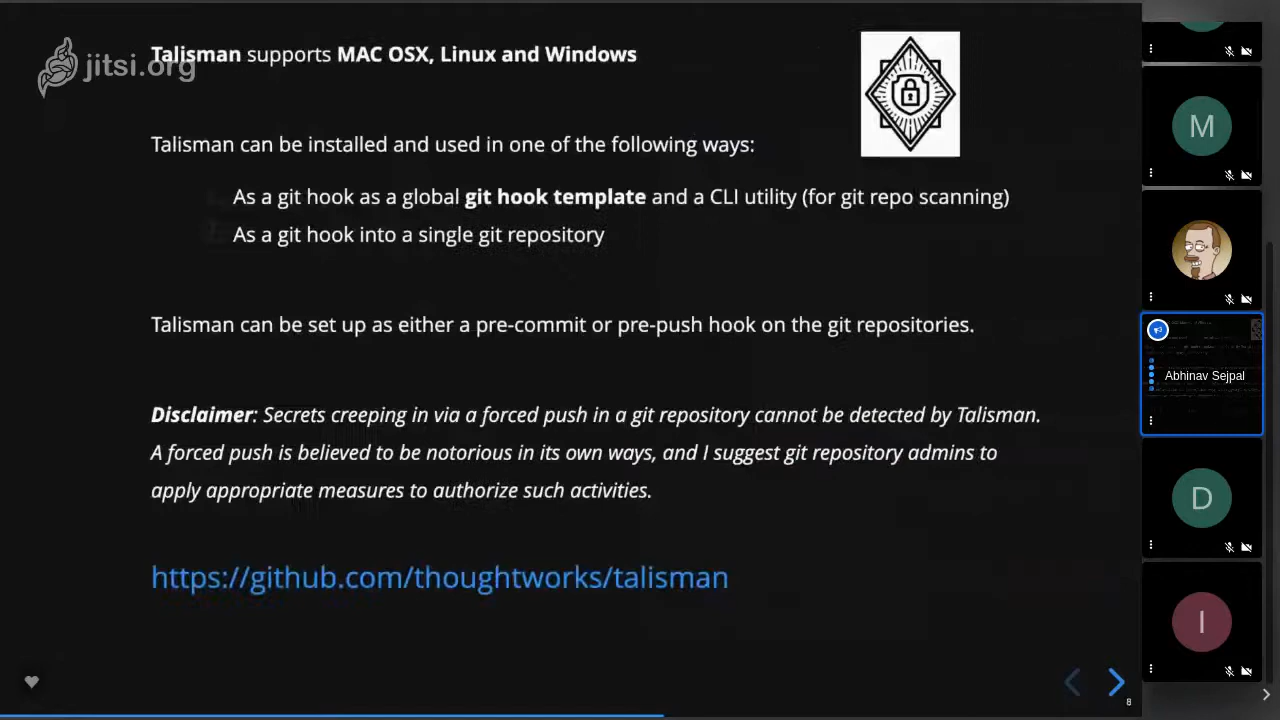 Talisman supports MAC OSX, Linux and Windows
jitsi.org
Talisman can be installed and used in one of the following ways:
As a git hook as a global git hook template and a CLI utility (for git repo scanning)
As a git hook into a single git repository
Talisman can be set up as either a pre-commit or pre-push hook on the git repositories.
Disclaimer: Secrets creeping in via a forced push in a git repository cannot be detected by Talisman.
A forced push is believed to be notorious in its own ways, and I suggest git repository admins to
apply appropriate measures to authorize such activities.
https://github.com/thoughtworks/talisman
8
M
Abhinav Sejpal
D
I